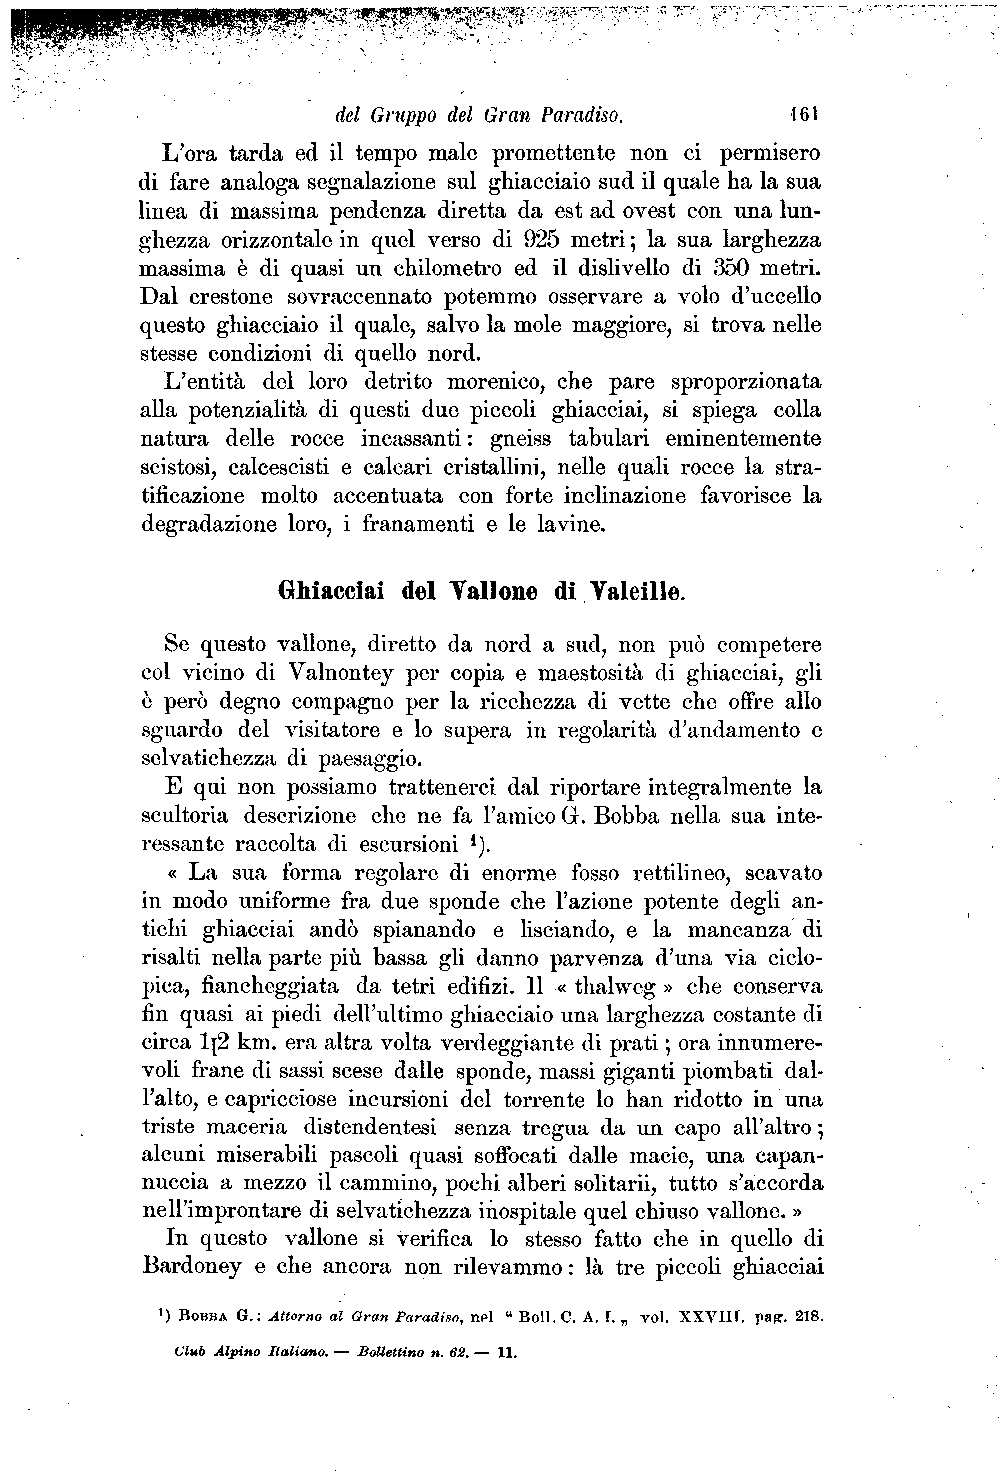 del Gruppo del Gran Paradiso. 161
L'ora tarda ed il tempo male promettente non ci permisero
di fare analoga segnalazione sul ghiacciaio sud il quale ha la sua
linea di massima pendenza diretta da est ad ovest con una lun-
ghezza orizzontale in quel verso di 925 metri; la sua larghezza
massima è di quasi un chilometro ed il dislivello di 350 metri.
Dal crestone sovraccennato potemmo osservare a volo d'uccello
questo ghiacciaio il quale, salvo la mole maggiore, si trova nelle
stesse condizioni di quello nord.
L'entità del loro detrito morenico, che pare sproporzionata
alla potenzialità di questi due piccoli ghiacciai, si spiega colla
natura delle rocce incassanti: gneiss tabulari eminentemente
scistosi, calcescisti e calcari cristallini, nelle quali rocce la stra-
tificazione molto accentuata con forte inclinazione favorisce la
degradazione loro, i franamenti e le lavine.
Ghiacciai del Vallone di Valeille.
Se questo vallone, diretto da nord a sud, non può competere
col vicino di Valnontey per copia e maestosità di ghiacciai, gli
è però degno compagno per la ricchezza di vette che offre allo
sguardo del visitatore e lo supera in regolarità d'andamento e
selvatichezza di paesaggio.
E qui non possiamo trattenerci dal riportare integralmente la
scultoria descrizione che ne fa l'amico G. Bobba nella sua inte-
ressante raccolta di escursioni ¹).
« La sua forma regolare di enorme fosso rettilineo, scavato
in modo uniforme fra due sponde che l'azione potente degli an-
tichi ghiacciai andò spianando e lisciando, e la mancanza di
risalti nella parte più bassa gli danno parvenza d'una via ciclo-
pica, fiancheggiata da tetri edifizi. Il « thalweg » che conserva
fin quasi ai piedi dell'ultimo ghiacciaio una larghezza costante di
circa 1|2 km. era altra volta verdeggiante di prati; ora innumere-
voli frane di sassi scese dalle sponde, massi giganti piombati dal-
l'alto, e capricciose incursioni del torrente lo han ridotto in una
triste maceria distendentesi senza tregua da un capo all'altro;
alcuni miserabili pascoli quasi soffocati dalle macie, una capan-
nuccia a mezzo il cammino, pochi alberi solitarii, tutto s'accorda
nell'improntare di selvatichezza inospitale quel chiuso vallone. »
In questo vallone si verifica lo stesso fatto che in quello di
Bardoney e che ancora non rilevammo: là tre piccoli ghiacciai
¹) BOBBA G.: Attorno al Gran Paradiso, nel “ Boll. C. A. I. „ vol. XXVIII, pag. 218.
Club Alpino Italiano. — Bollettino n. 62. — 11.